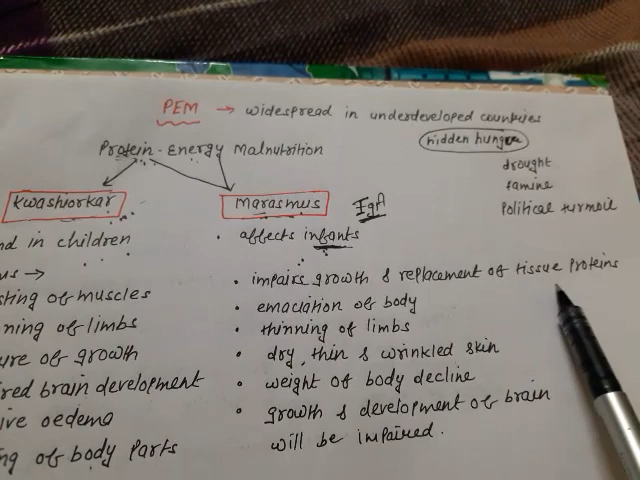 PEM → widespread in underdeveloped countries
Protein-Energy Malnutrition
hidden hunger
drought
famine
Political turmoil
Kwashiorkar
Marasmus
IgA
nd in children
• affects infants
us →
• impairs growth & replacement of tissue proteins
sting of muscles
• emaciation of body
ning of limbs
• thinning of limbs
ure of growth
• dry, thin & wrinkled skin
ired brain development
• weight of body decline
ive oedema
• growth & development of brain
will be impaired.
ng of body parts